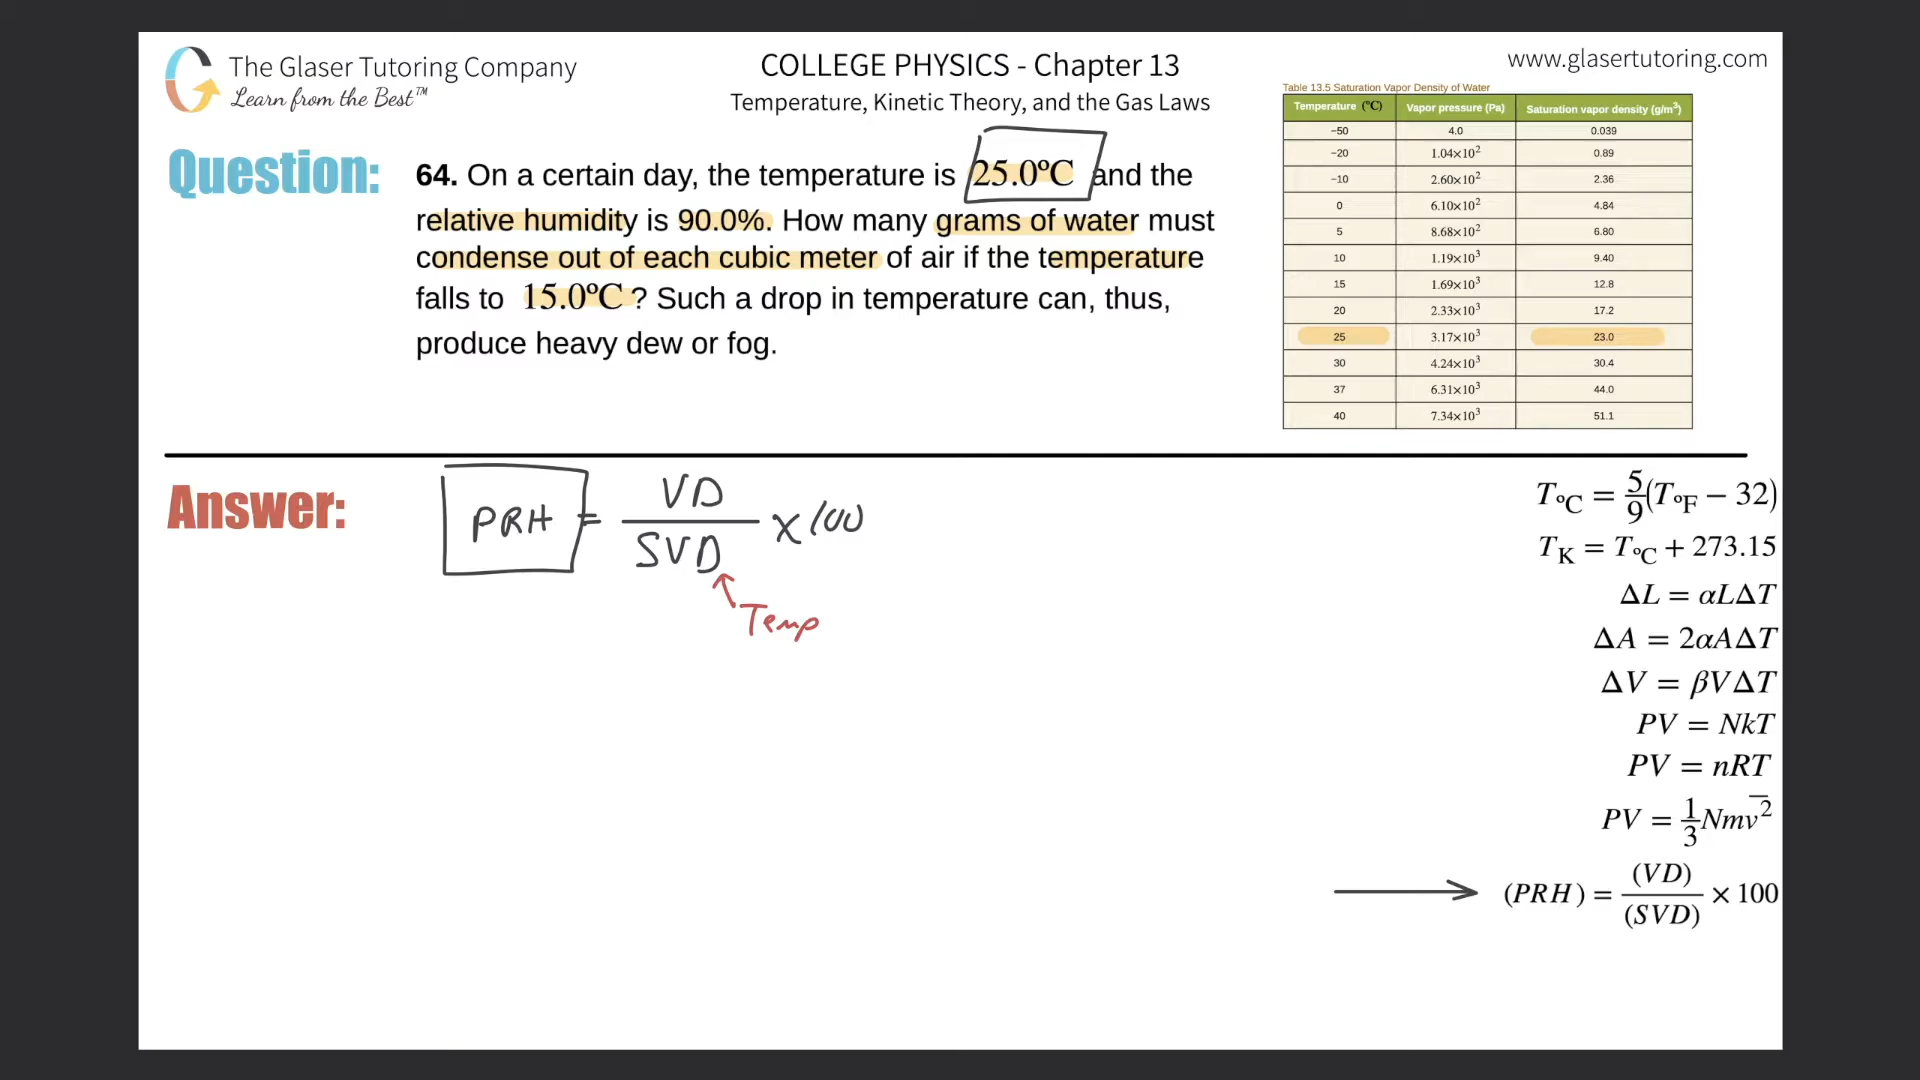 The Glaser Tutoring Company
Learn from the Best™
COLLEGE PHYSICS - Chapter 13
Temperature, Kinetic Theory, and the Gas Laws
www.glasertutoring.com
Question:
64. On a certain day, the temperature is 25.0ºC and the
relative humidity is 90.0%. How many grams of water must
condense out of each cubic meter of air if the temperature
falls to 15.0ºC ? Such a drop in temperature can, thus,
produce heavy dew or fog.
Table 13.5 Saturation Vapor Density of Water
Temperature (ºC) Vapor pressure (Pa) Saturation vapor density (g/m³)
−50 4.0 0.039
−20 1.04×10² 0.89
−10 2.60×10² 2.36
0 6.10×10² 4.84
5 8.68×10² 6.80
10 1.19×10³ 9.40
15 1.69×10³ 12.8
20 2.33×10³ 17.2
25 3.17×10³ 23.0
30 4.24×10³ 30.4
37 6.31×10³ 44.0
40 7.34×10³ 51.1
Answer:
PRH = VD / SVD × 100
Temp
TºC = 5/9 (TºF − 32)
TK = TºC + 273.15
ΔL = αLΔT
ΔA = 2αAΔT
ΔV = βVΔT
PV = NkT
PV = nRT
PV = 1/3 Nmv̅²
(PRH) = (VD) / (SVD) × 100